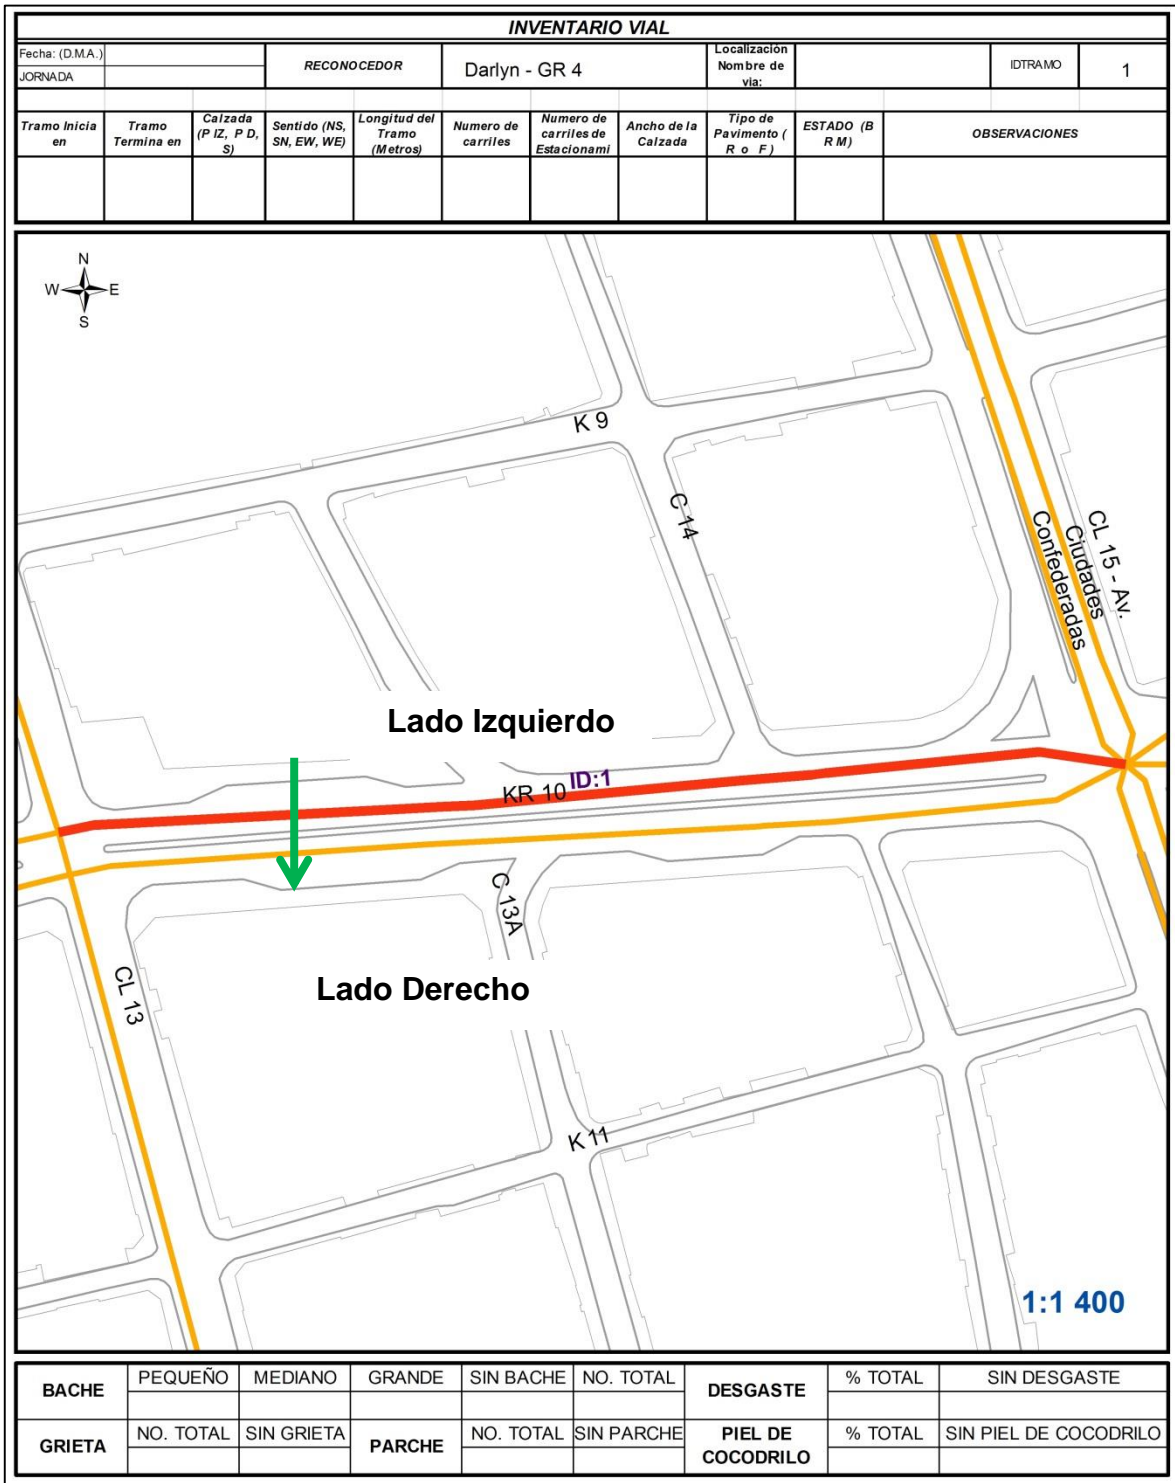 INVENTARIO VIAL
Fecha: (D.M.A.)
JORNADA
RECONOCEDOR
Darlyn - GR 4
Localización
Nombre de
via:
IDTRAMO
1
Tramo Inicia
en
Tramo
Termina en
Calzada
(P IZ, P D,
S)
Sentido (NS,
SN, EW, WE)
Longitud del
Tramo
(Metros)
Numero de
carriles
Numero de
carriles de
Estacionami
Ancho de la
Calzada
Tipo de
Pavimento (
R o F)
ESTADO (B
R M)
OBSERVACIONES
N
W E
S
K 9
C 14
CL 15 - Av.
Ciudades
Confederadas
Lado Izquierdo
KR 10
ID:1
C 13A
CL 13
Lado Derecho
K 11
1:1 400
BACHE
PEQUEÑO
MEDIANO
GRANDE
SIN BACHE
NO. TOTAL
DESGASTE
% TOTAL
SIN DESGASTE
GRIETA
NO. TOTAL
SIN GRIETA
PARCHE
NO. TOTAL
SIN PARCHE
PIEL DE
COCODRILO
% TOTAL
SIN PIEL DE COCODRILO